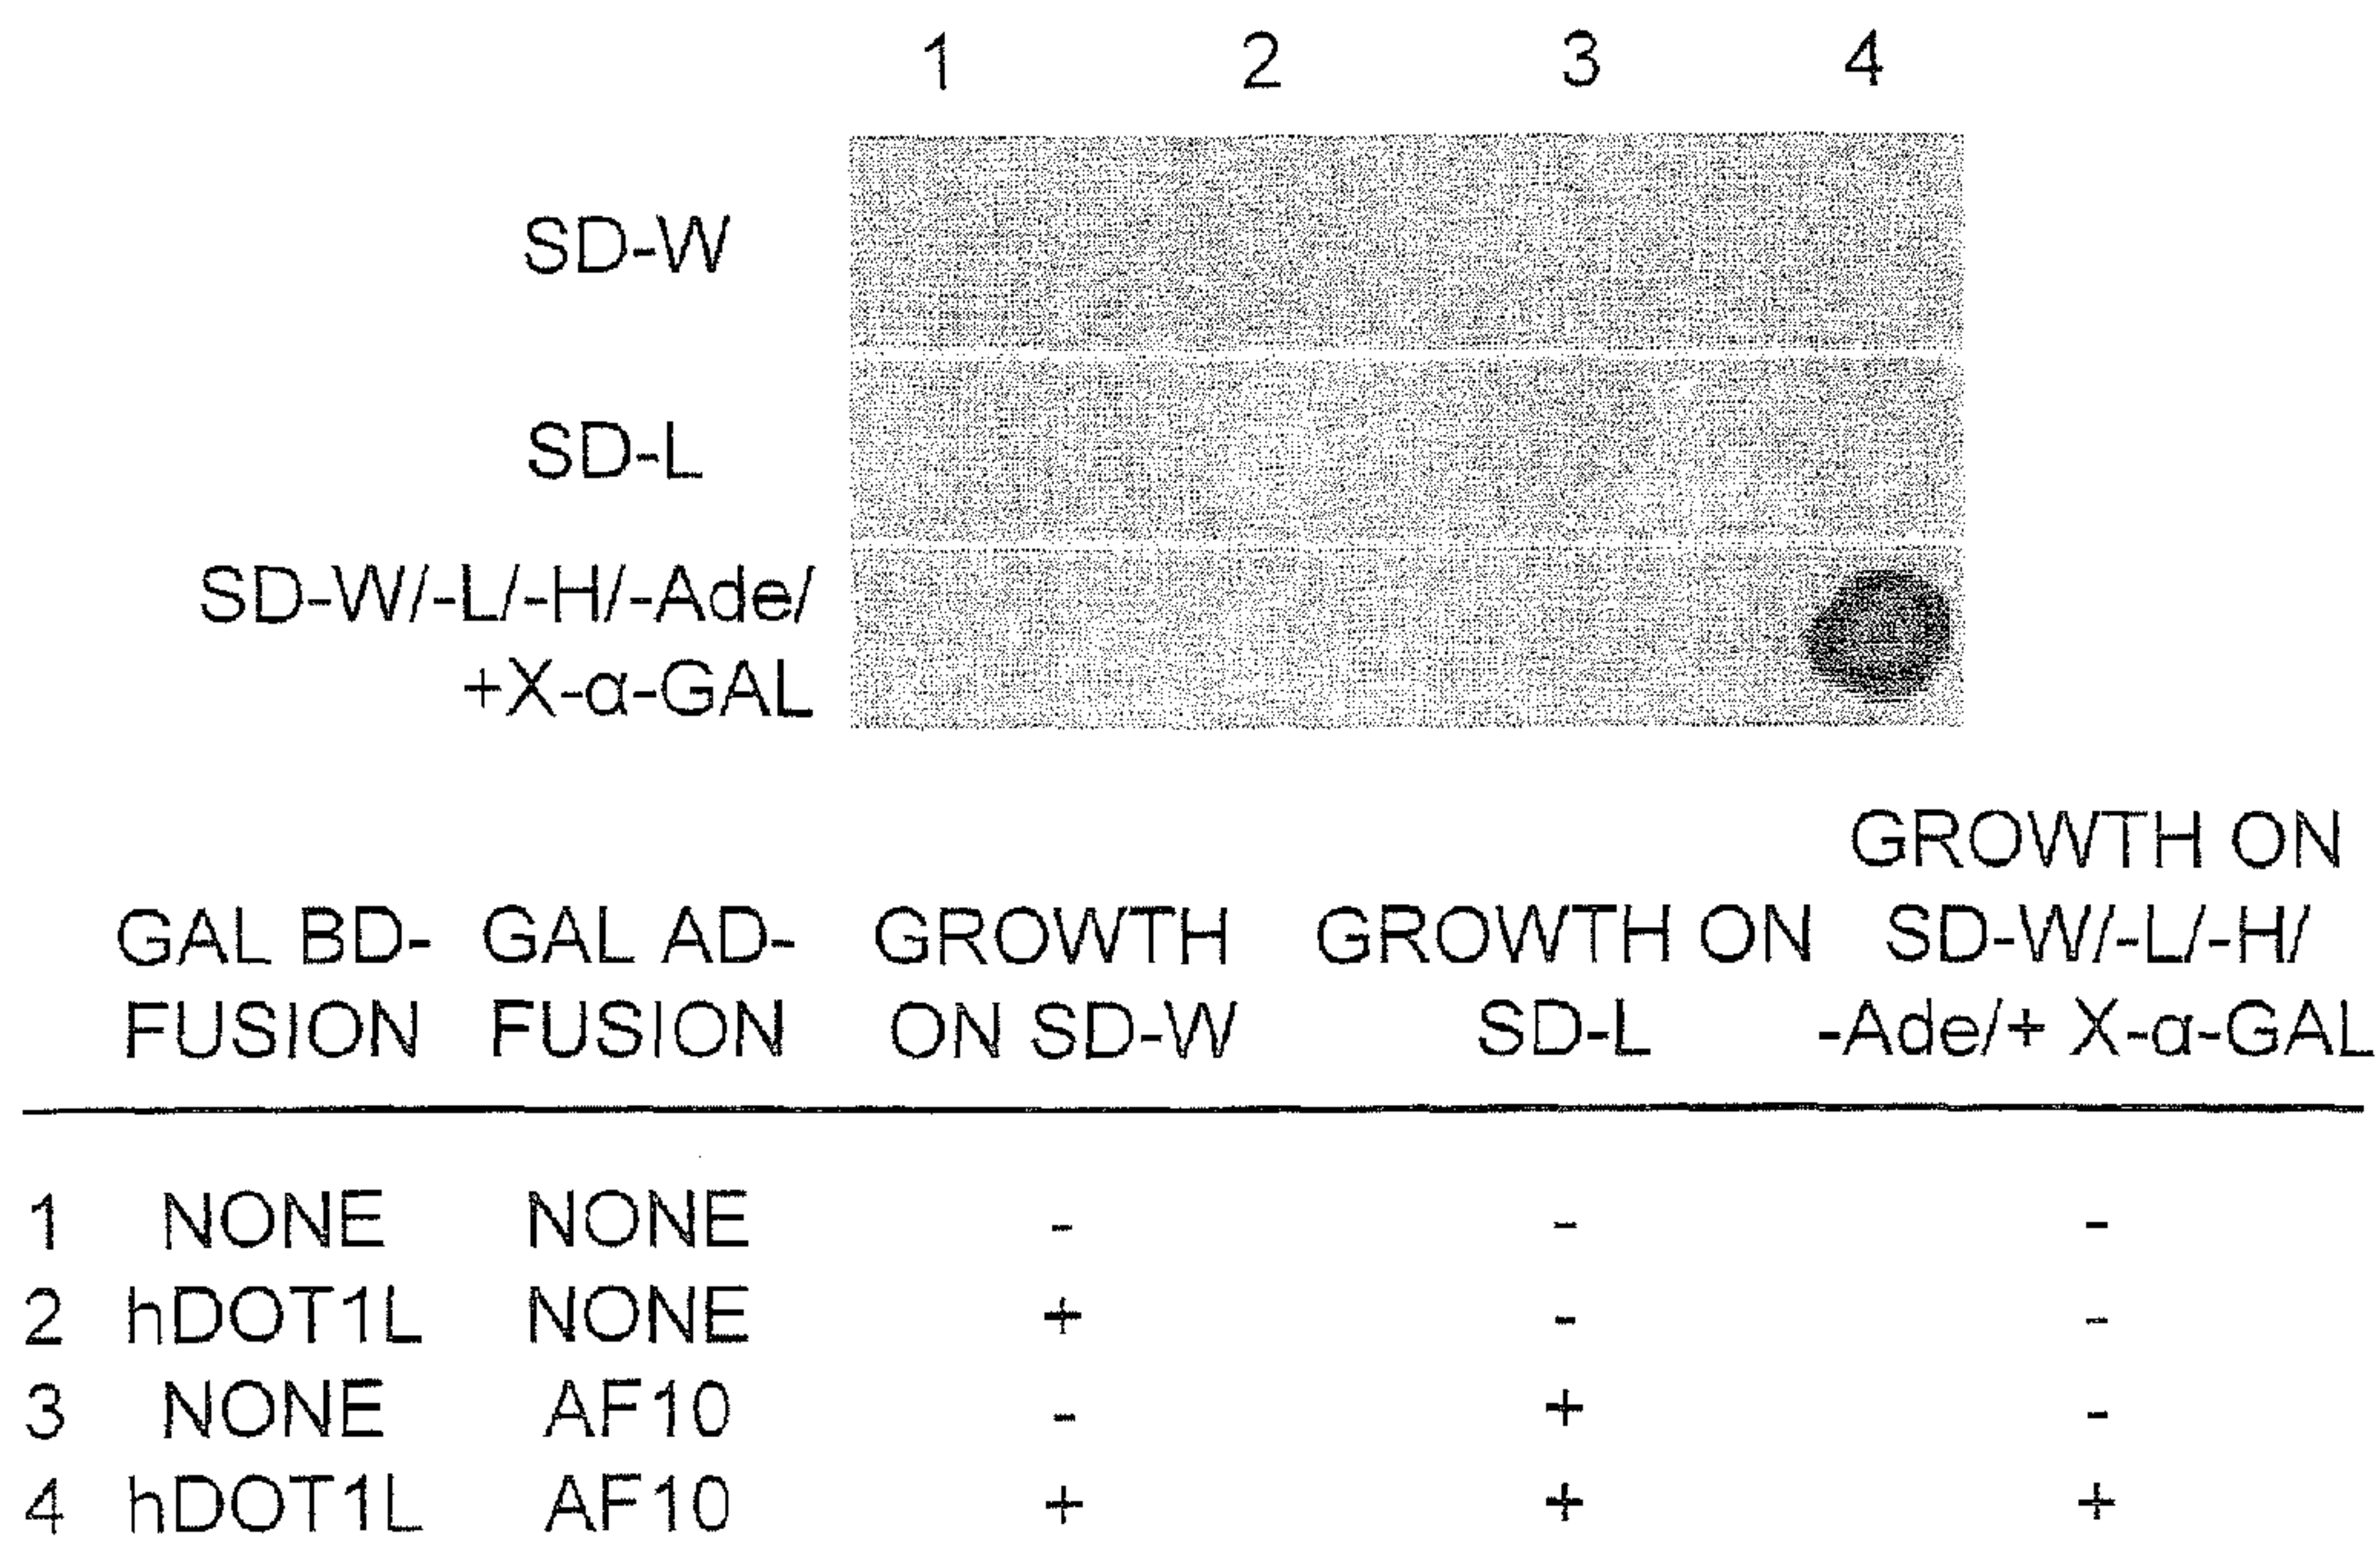 1 2 3 4
SD-W
SD-L
SD-W/-L/-H/-Ade/
+X-α-GAL
GROWTH ON
GAL BD- GAL AD- GROWTH GROWTH ON SD-W/-L/-H/
FUSION FUSION ON SD-W SD-L -Ade/+ X-α-GAL
1 NONE NONE - - -
2 hDOT1L NONE + - -
3 NONE AF10 - + -
4 hDOT1L AF10 + + +